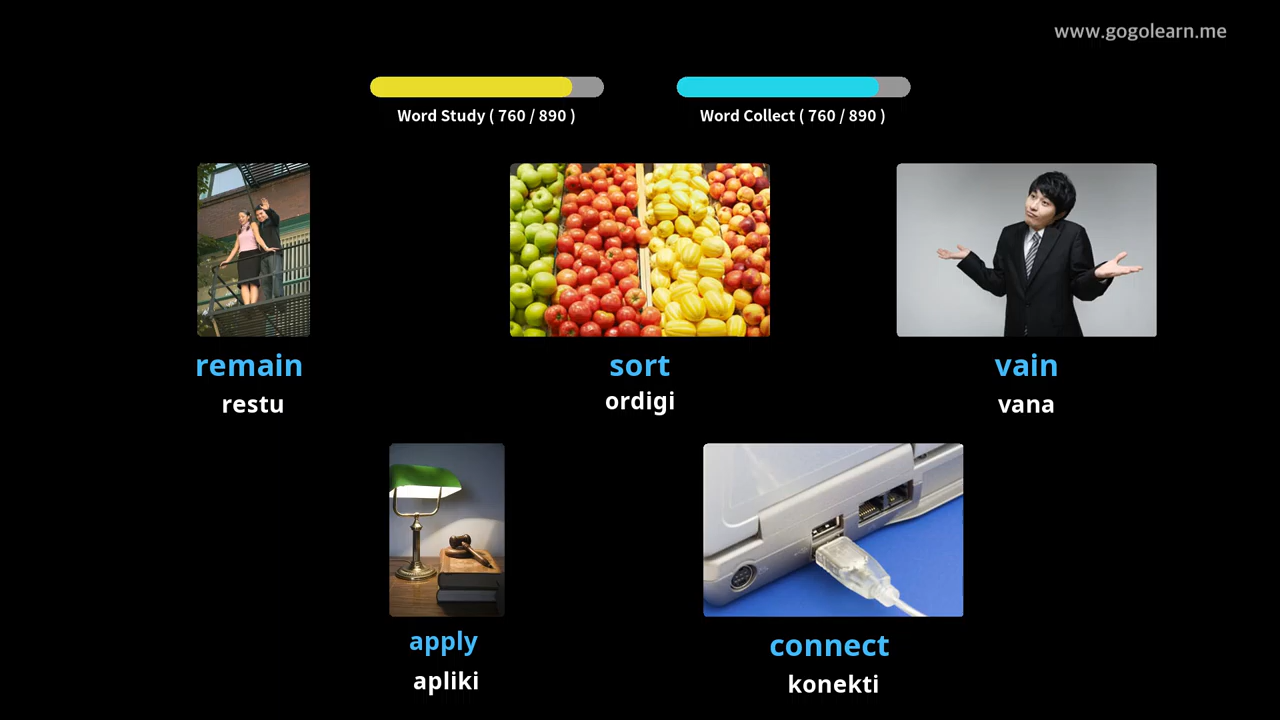 www.gogolearn.me
Word Study ( 760 / 890 )
Word Collect ( 760 / 890 )
remain
restu
sort
ordigi
vain
vana
apply
apliki
connect
konekti